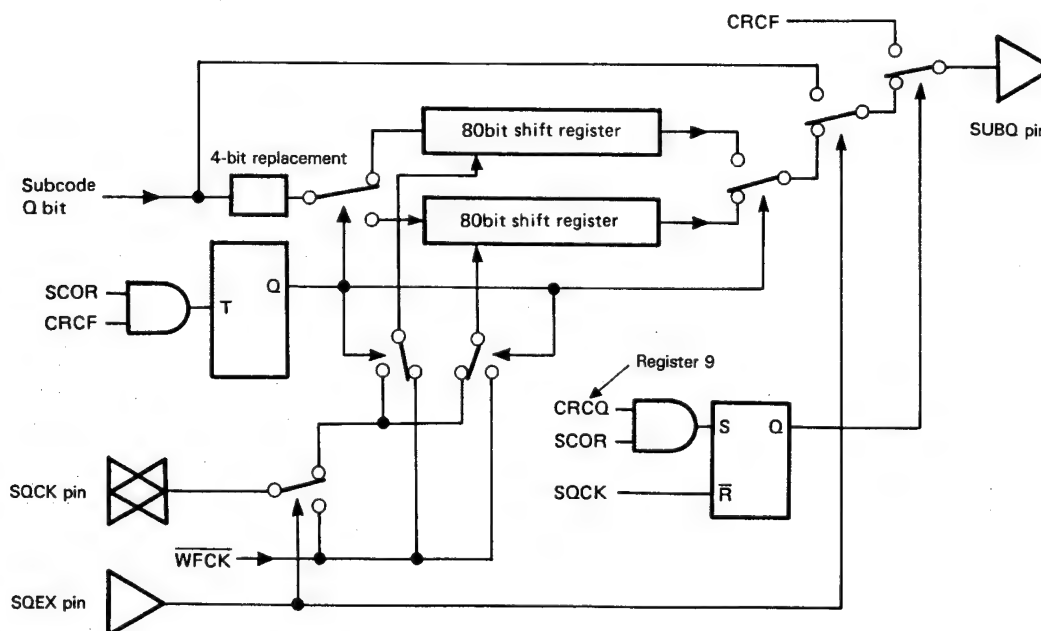 CRCF
SUBQ pin
80bit shift register
4-bit replacement
Subcode
Q bit
80bit shift register
SCOR
CRCF
T
Q
Register 9
CRCQ
SCOR
S
Q
SQCK
R
SQCK pin
WFCK
SQEX pin